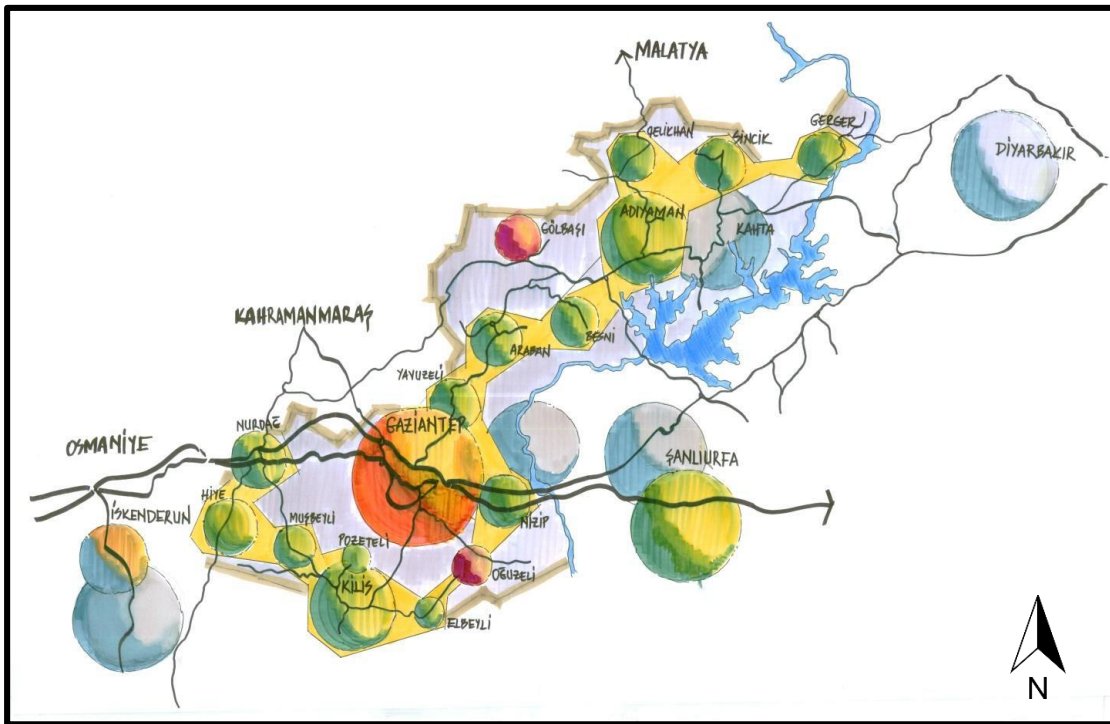 MALATYA
ÇELİKHAN
SİNCİK
GERGER
DİYARBAKIR
ADIYAMAN
KAHTA
GÖLBAŞI
KAHRAMANMARAŞ
ARABAN
BESNİ
YAVUZELİ
NURDAĞ
GAZİANTEP
OSMANİYE
ŞANLIURFA
HİYE
NİZİP
İSKENDERUN
MUSBEYLİ
POZETELİ
OĞUZELİ
KİLİS
ELBEYLİ
N